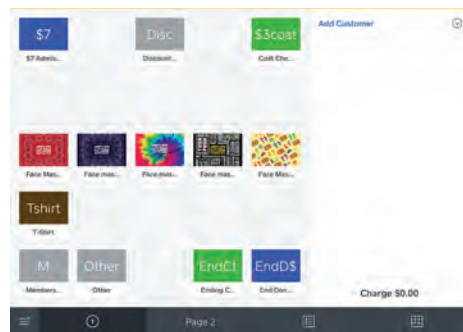 $7
Disc
$3coat
Add Customer
$7 Admis...
Discount...
Coat Che...
Face Mas...
Face mas...
Face mas...
Face mas...
Face Mas...
Tshirt
T-Shirt
M
Other
EndCt
EndD$
Members...
Other
Ending C...
End Don...
Charge $0.00
Page 2